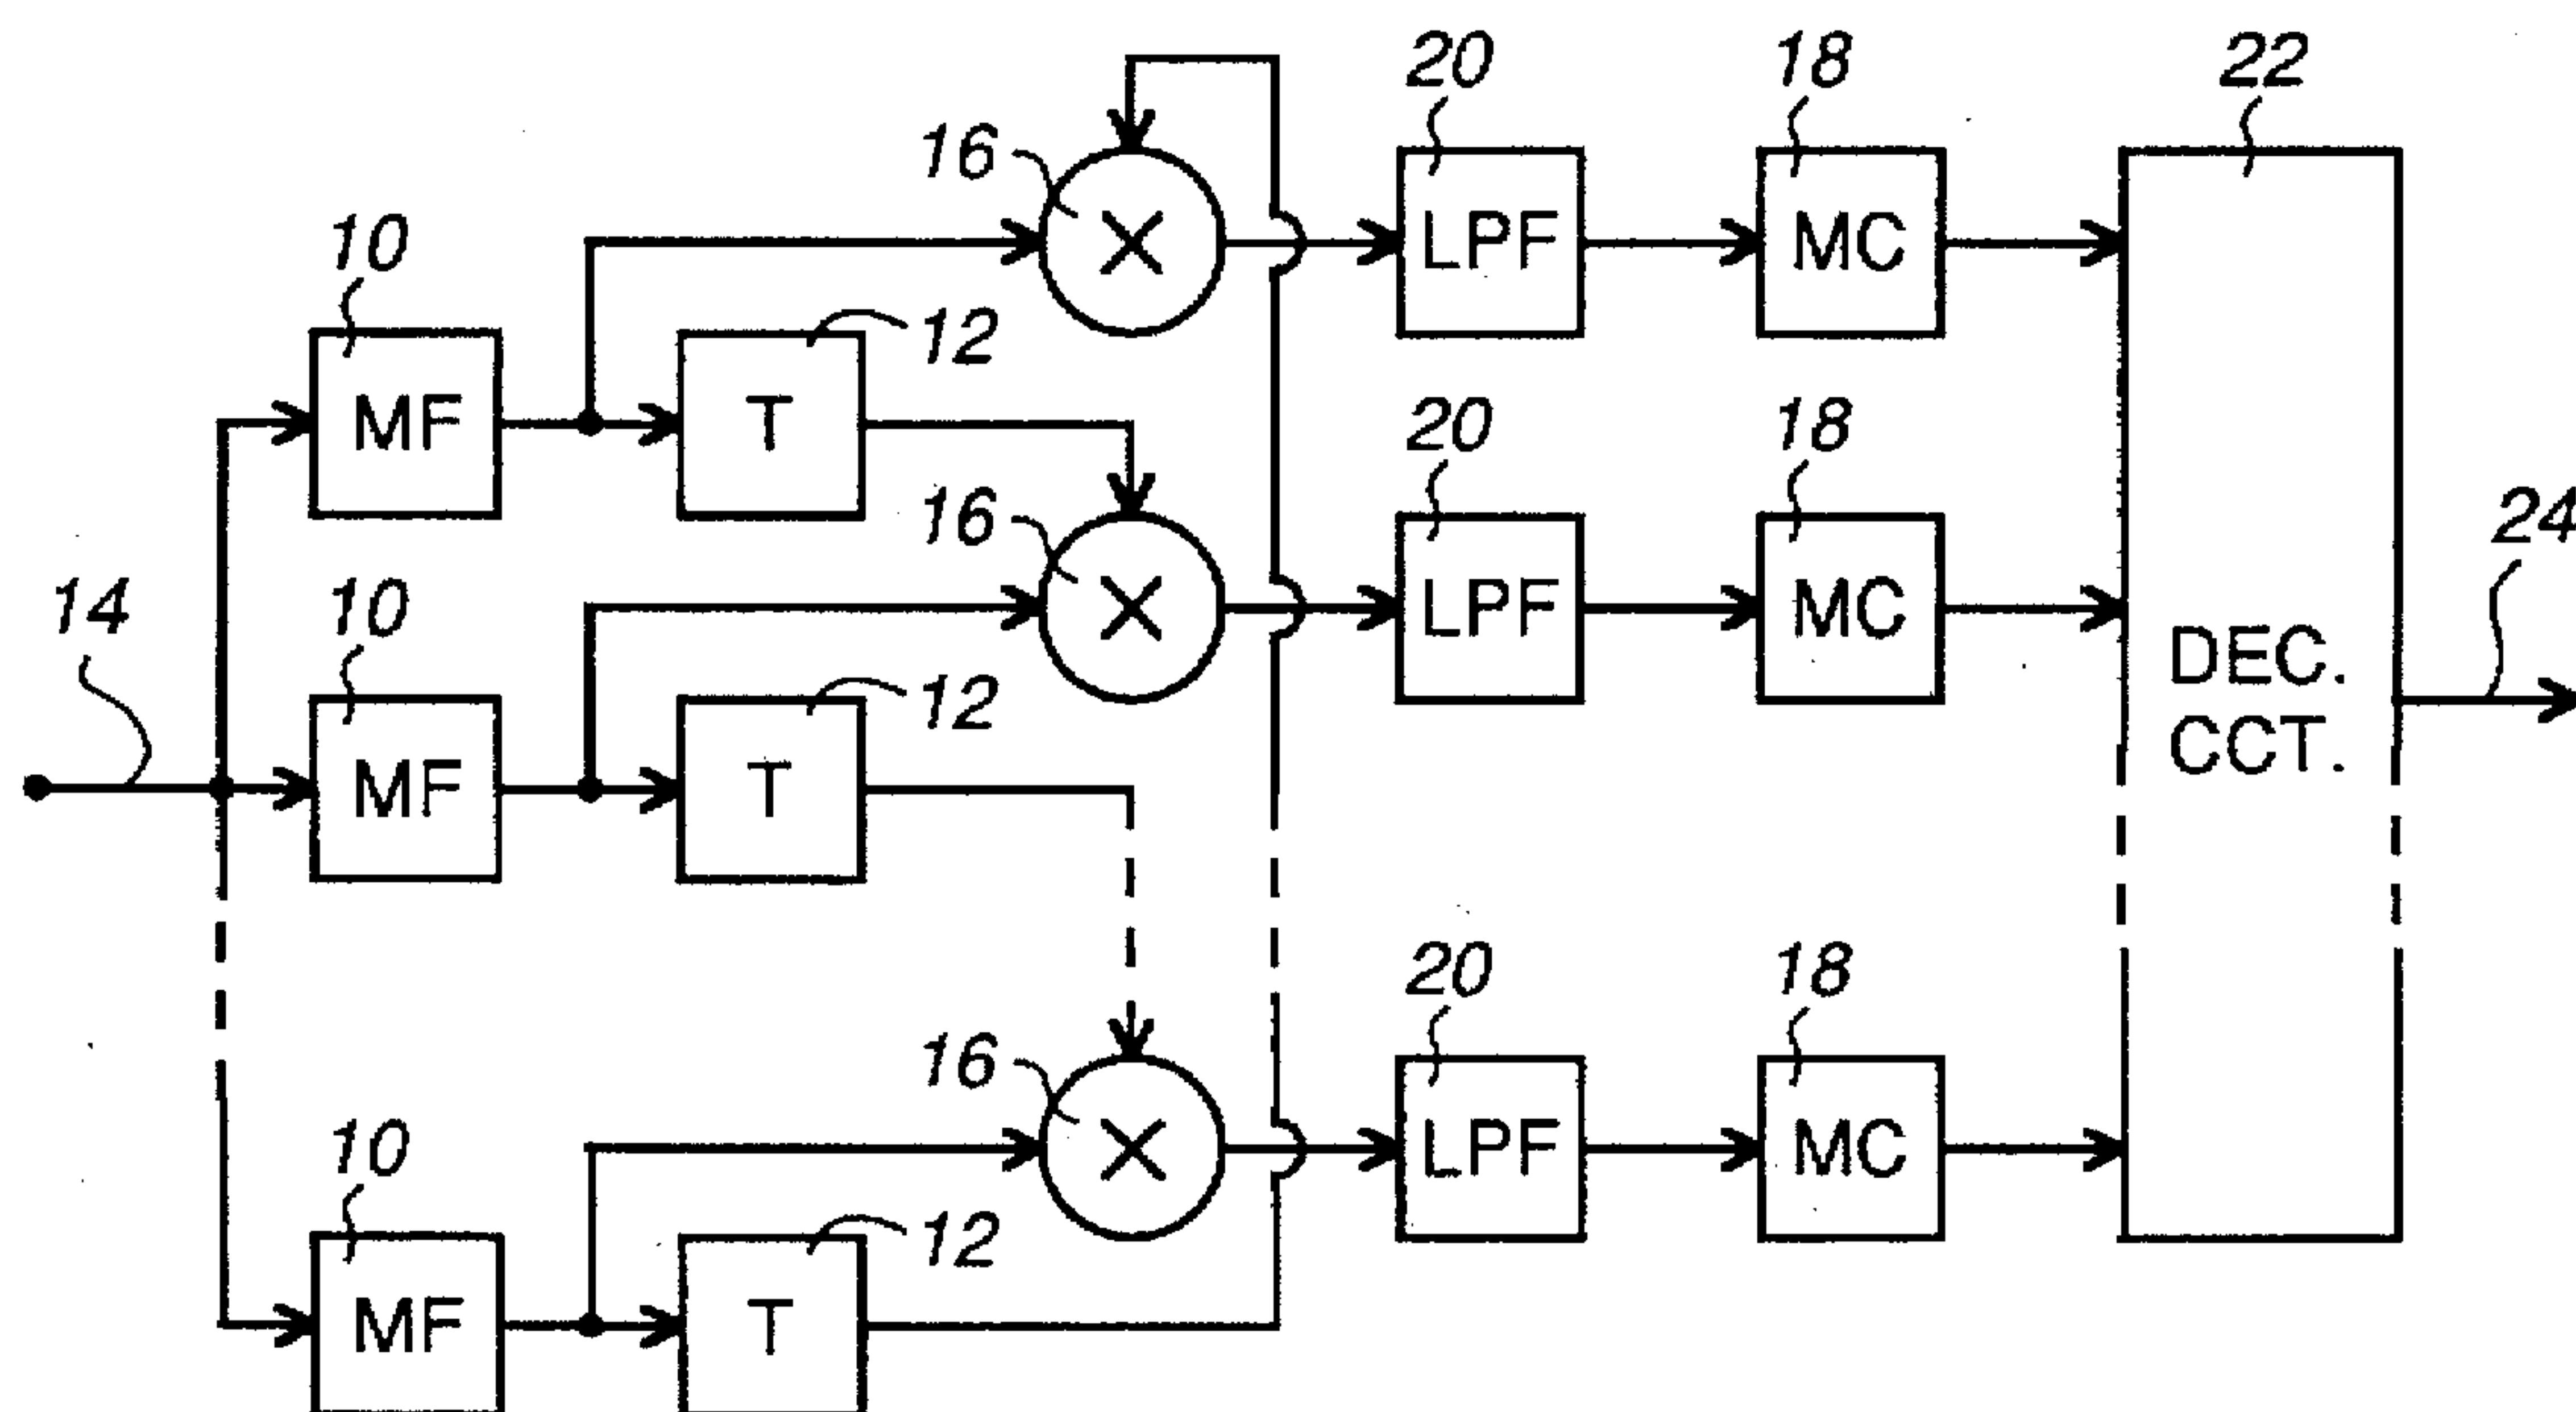 20 18 22
16
10 LPF MC
12
MF T
20 18
16 24
14 10 LPF MC
12 DEC.
MF T CCT.
20 18
16
10 LPF MC
12
MF T